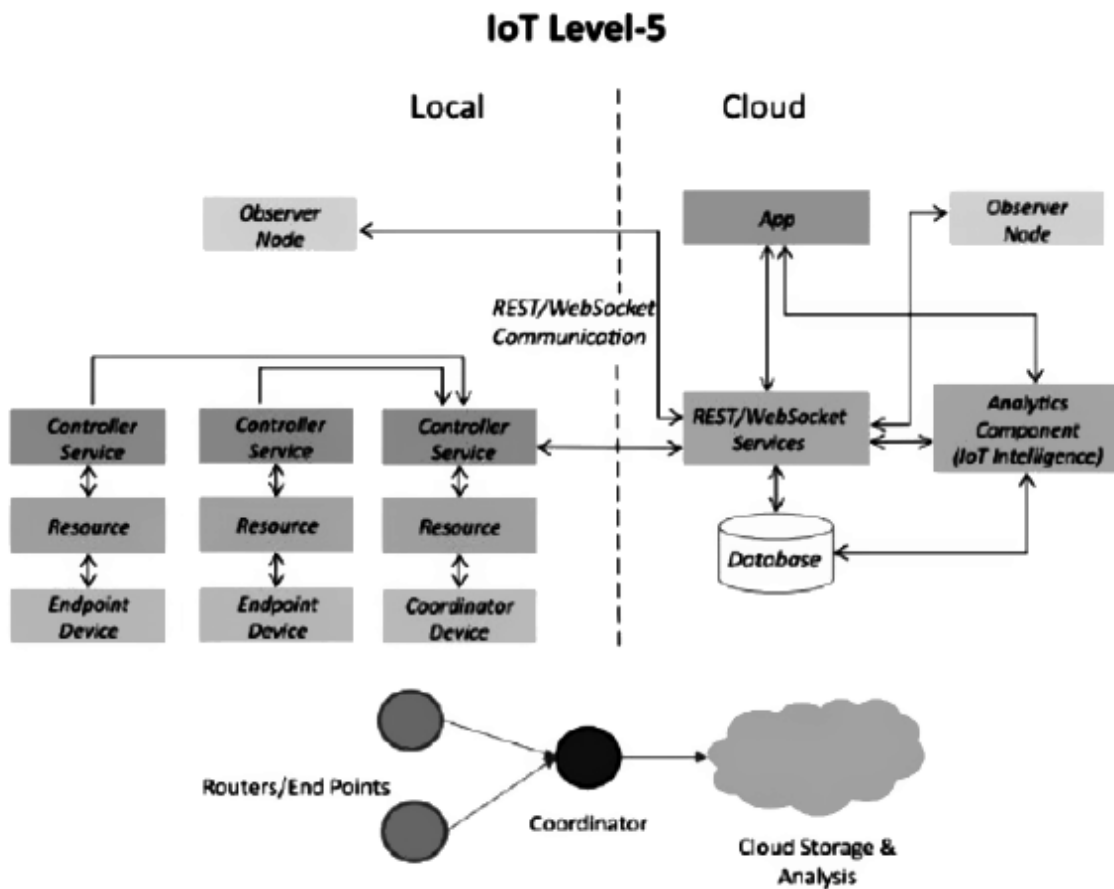 IoT Level-5
Local
Cloud
Observer
Node
App
Observer
Node
REST/WebSocket
Communication
Controller
Service
Controller
Service
Controller
Service
REST/WebSocket
Services
Analytics
Component
(IoT Intelligence)
Resource
Resource
Resource
Database
Endpoint
Device
Endpoint
Device
Coordinator
Device
Routers/End Points
Coordinator
Cloud Storage &
Analysis